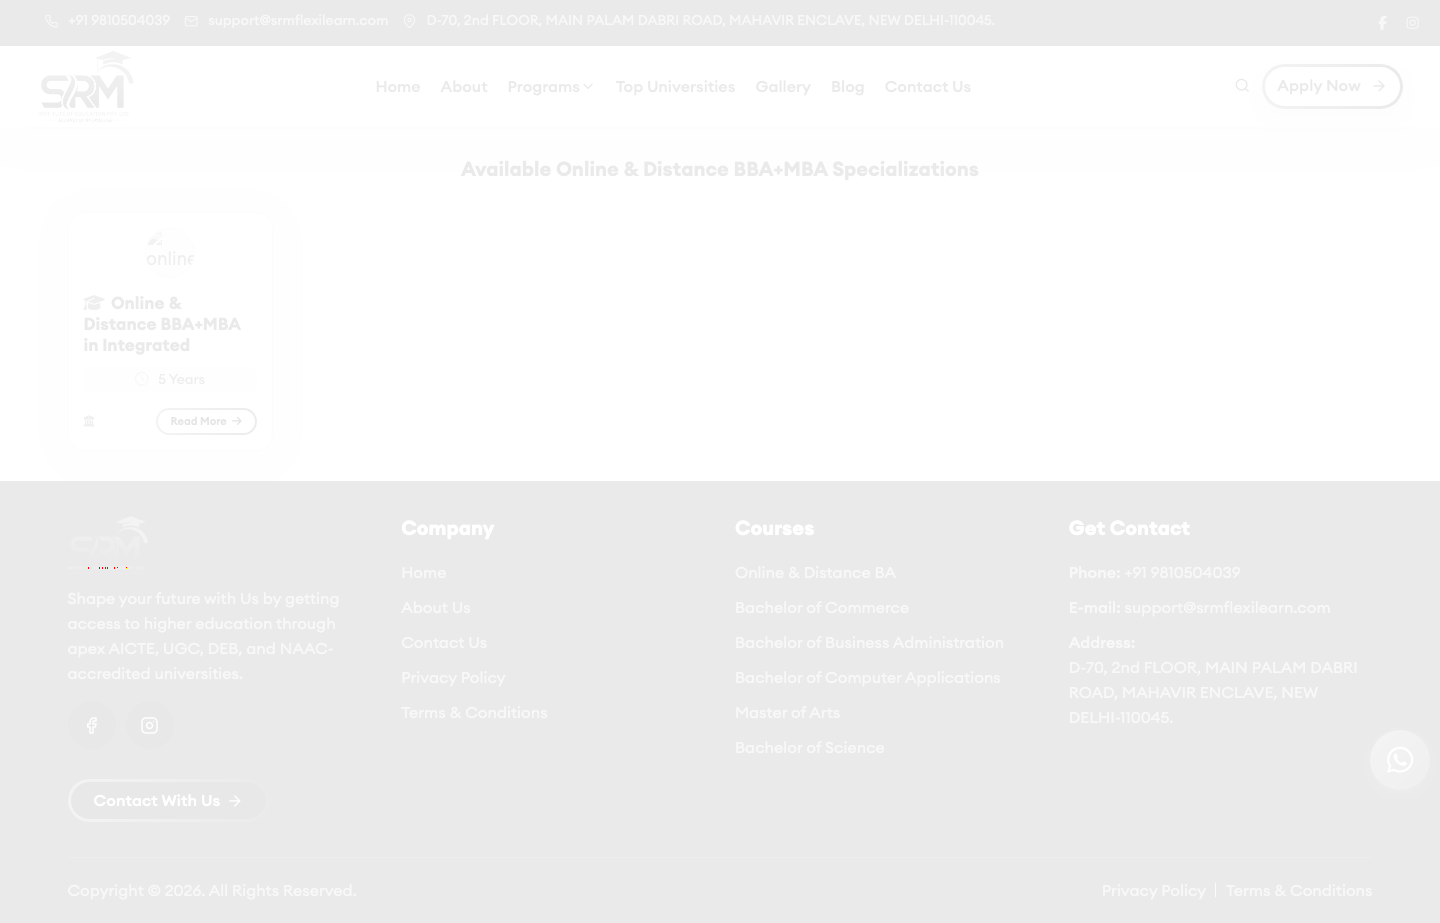 +91 9810504039 support@srmflexilearn.com D-70, 2nd FLOOR, MAIN PALAM DABRI ROAD, MAHAVIR ENCLAVE, NEW DELHI-110045.
SRM
Home About Programs Top Universities Gallery Blog Contact Us Apply Now
Available Online & Distance BBA+MBA Specializations
online
Online &
Distance BBA+MBA
in Integrated
5 Years
Read More
SRM
Shape your future with Us by getting
access to higher education through
apex AICTE, UGC, DEB, and NAAC-
accredited universities.
Contact With Us
Company
Home
About Us
Contact Us
Privacy Policy
Terms & Conditions
Courses
Online & Distance BA
Bachelor of Commerce
Bachelor of Business Administration
Bachelor of Computer Applications
Master of Arts
Bachelor of Science
Get Contact
Phone: +91 9810504039
E-mail: support@srmflexilearn.com
Address:
D-70, 2nd FLOOR, MAIN PALAM DABRI
ROAD, MAHAVIR ENCLAVE, NEW
DELHI-110045.
Copyright © 2026. All Rights Reserved.
Privacy Policy | Terms & Conditions